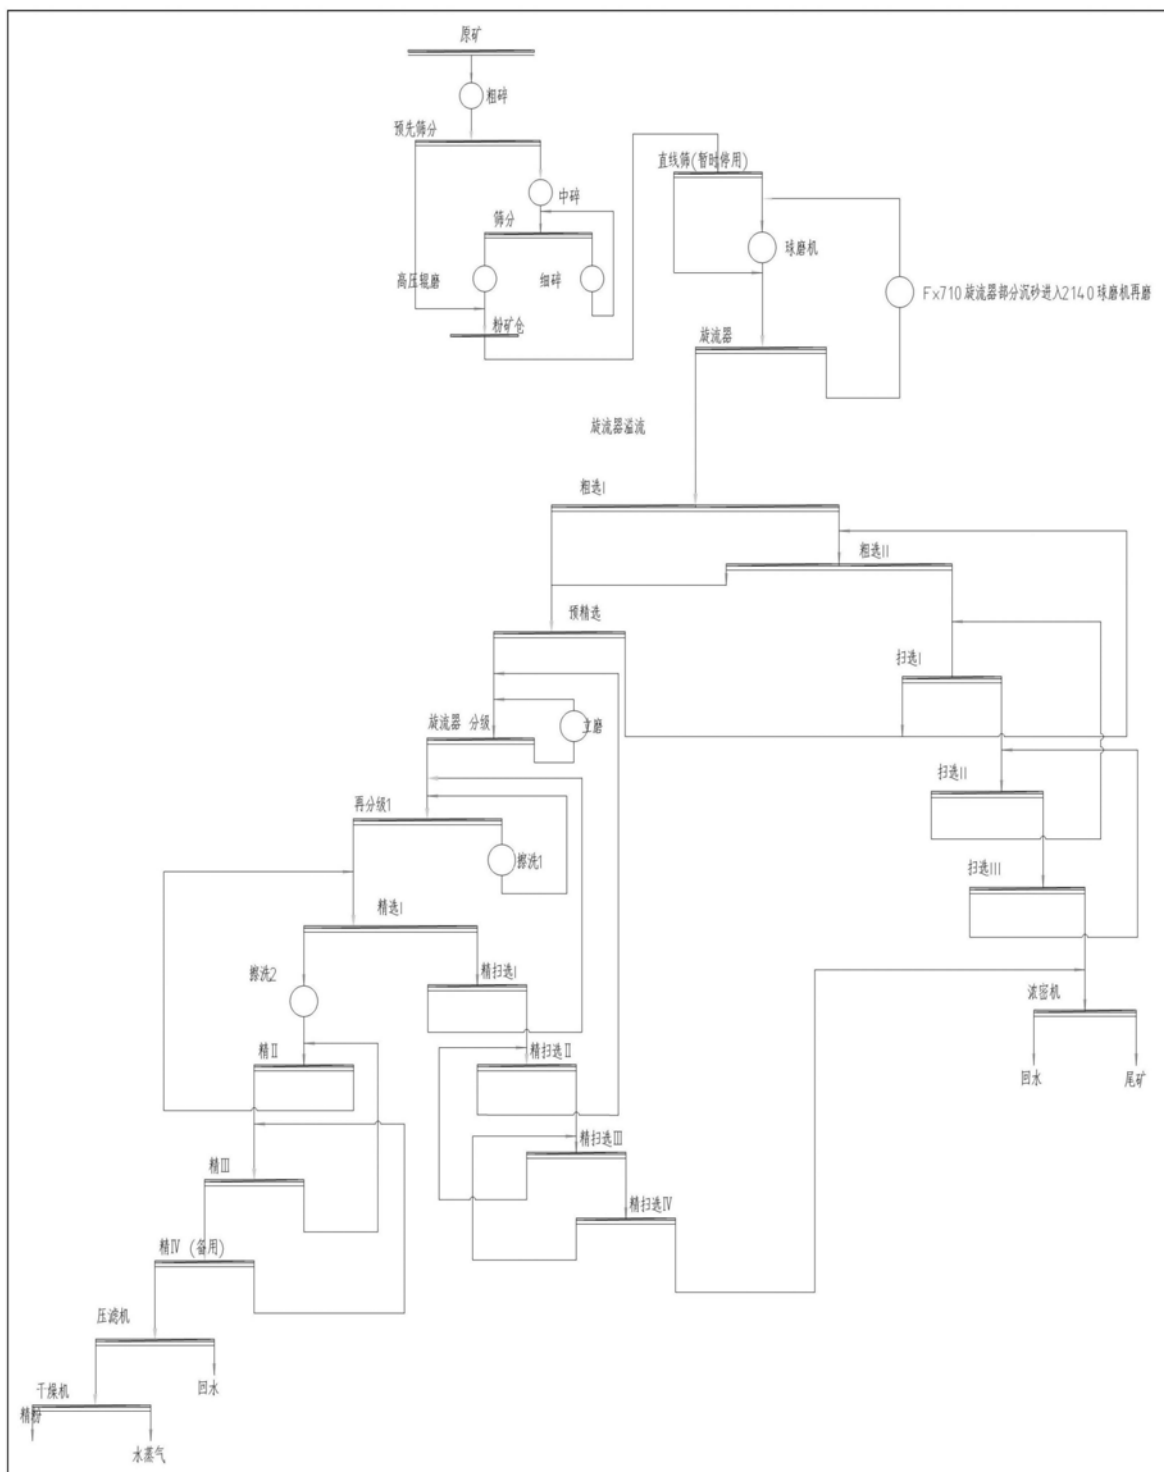 原矿
粗碎
预先筛分
直线筛(暂时停用)
中碎
筛分
球磨机
高压辊磨
细碎
Fx710旋流器部分沉砂进入2140球磨机再磨
粉矿仓
旋流器
旋流器溢流
粗选I
粗选II
预精选
扫选I
旋流器 分级
立磨
扫选II
再分级1
擦洗1
扫选III
精选I
擦洗2
精扫选I
浓密机
精II
精扫选II
回水
尾矿
精扫选III
精III
精扫选IV
精IV (备用)
压滤机
回水
干燥机
精粉
水蒸气